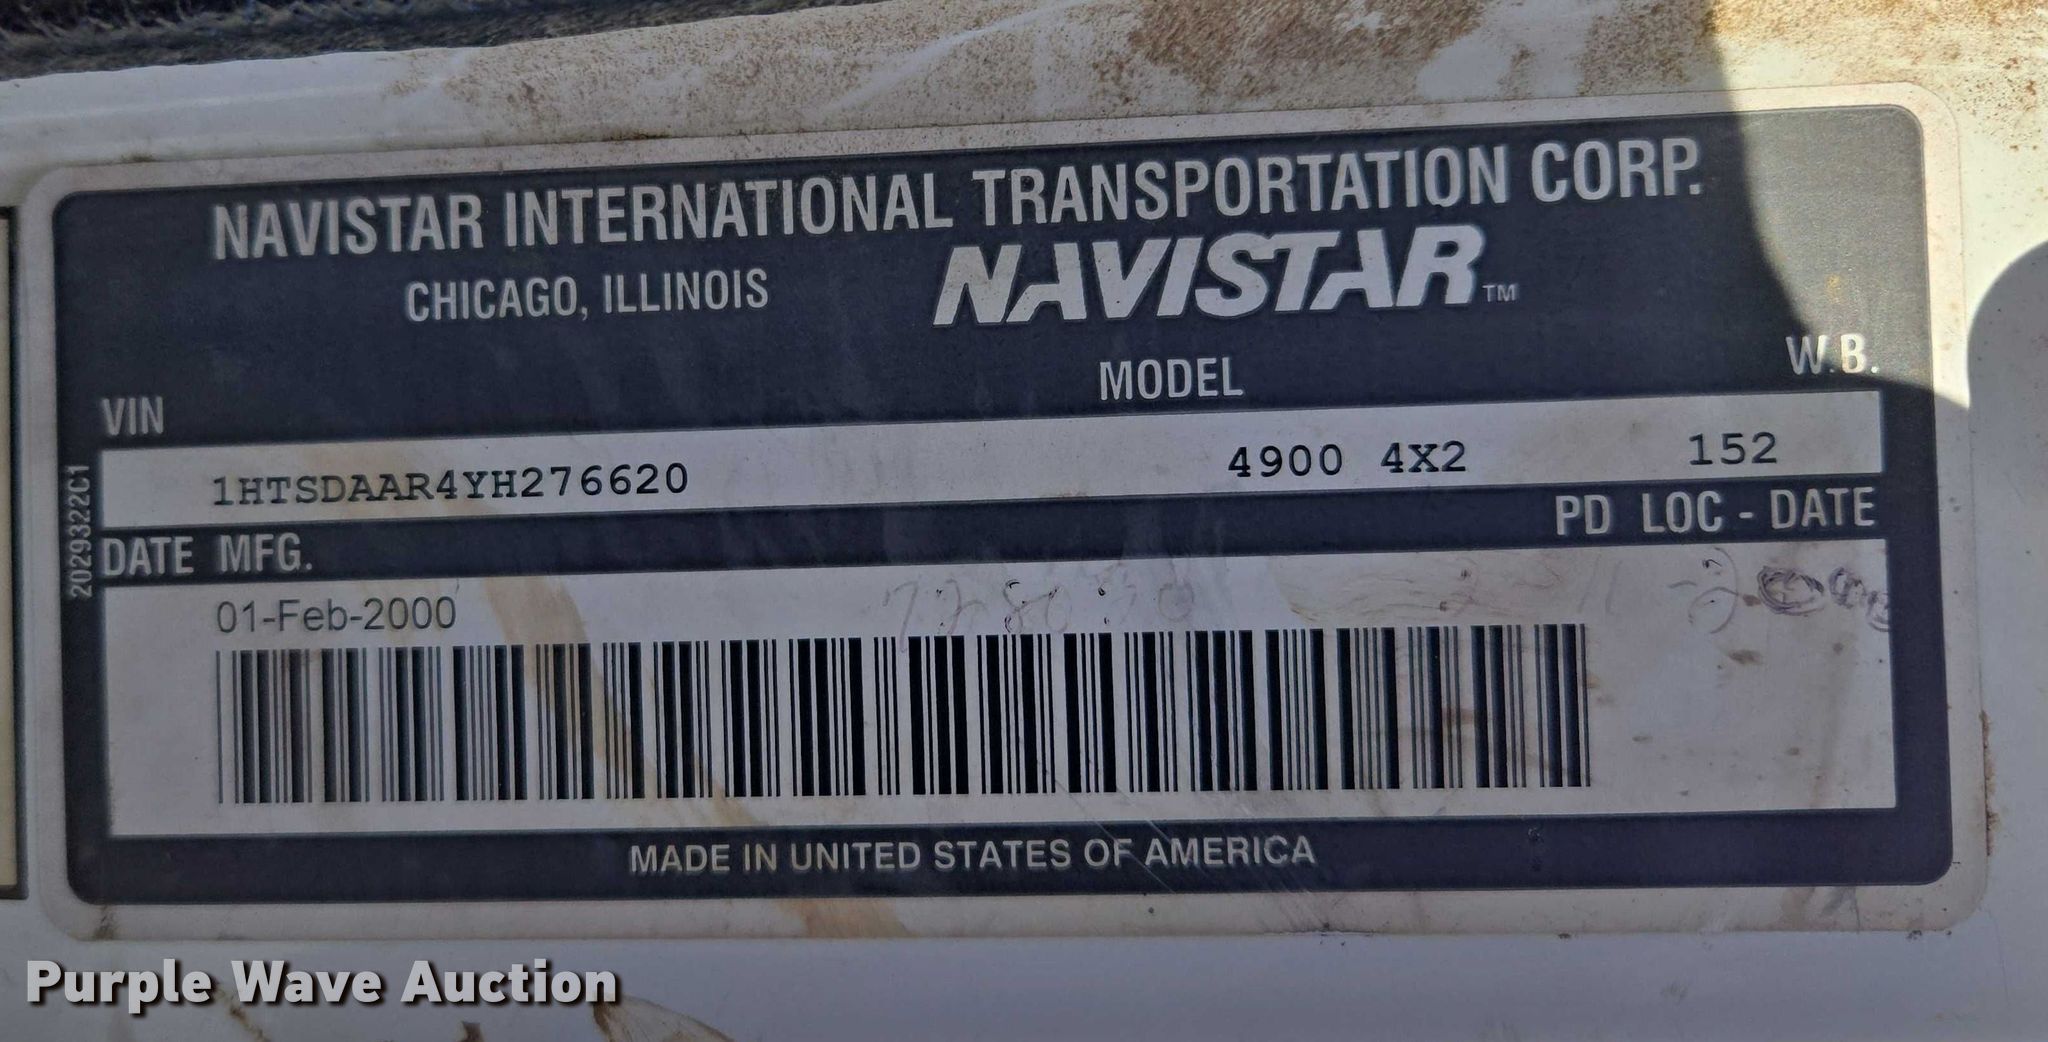 NAVISTAR INTERNATIONAL TRANSPORTATION CORP.
CHICAGO, ILLINOIS
NAVISTAR™
VIN
MODEL
W.B.
1HTSDAAR4YH276620
4900 4X2
152
2029322C1
DATE MFG.
PD LOC - DATE
01-Feb-2000
MADE IN UNITED STATES OF AMERICA
Purple Wave Auction